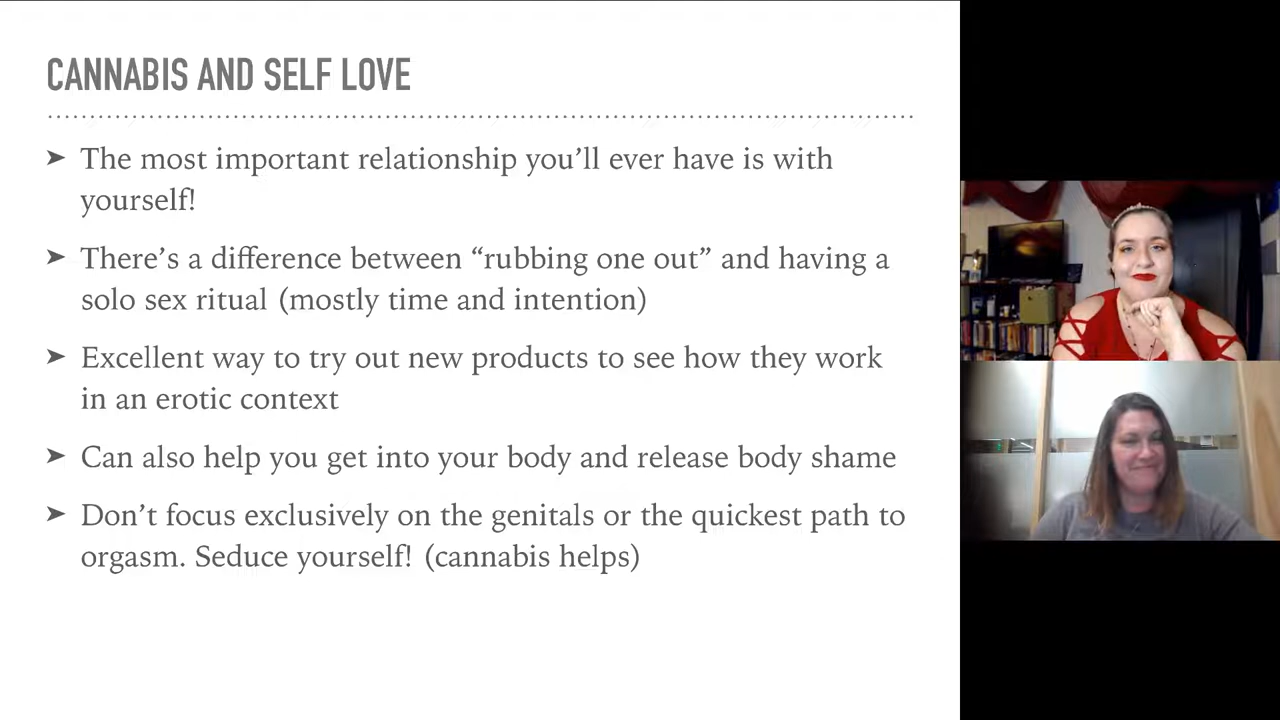 CANNABIS AND SELF LOVE
➤ The most important relationship you’ll ever have is with
yourself!
➤ There’s a difference between “rubbing one out” and having a
solo sex ritual (mostly time and intention)
➤ Excellent way to try out new products to see how they work
in an erotic context
➤ Can also help you get into your body and release body shame
➤ Don’t focus exclusively on the genitals or the quickest path to
orgasm. Seduce yourself! (cannabis helps)